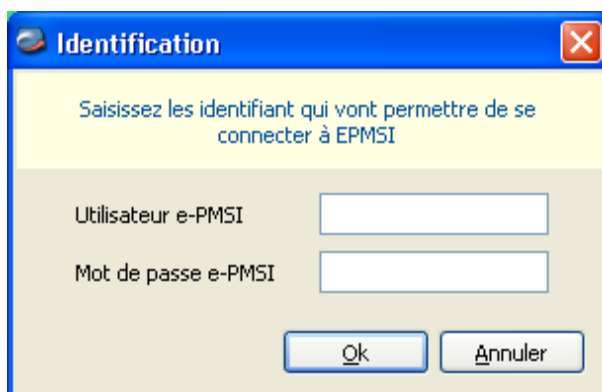 Identification
Saisissez les identifiant qui vont permettre de se
connecter à EPMSI
Utilisateur e-PMSI
Mot de passe e-PMSI
Ok
Annuler